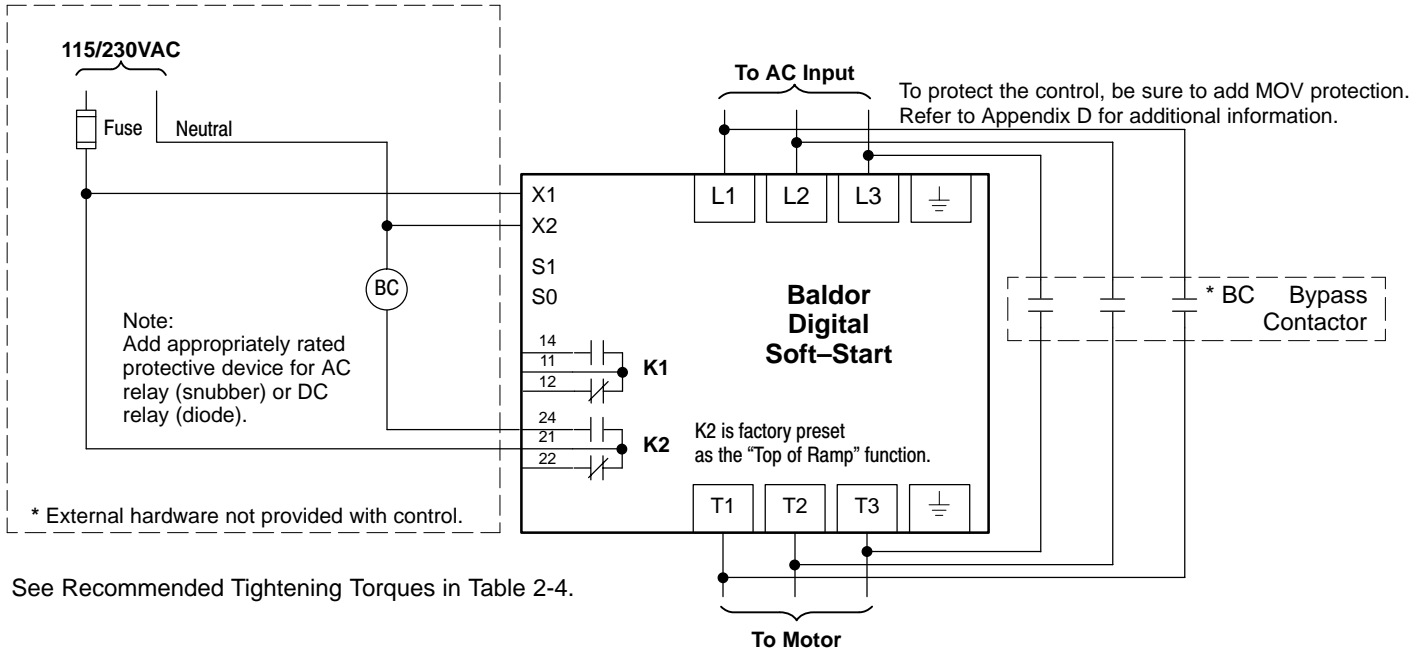 115/230VAC
Fuse
Neutral
To AC Input
To protect the control, be sure to add MOV protection.
Refer to Appendix D for additional information.
X1
X2
S1
S0
L1
L2
L3
BC
Note:
Add appropriately rated
protective device for AC
relay (snubber) or DC
relay (diode).
14
11
12
K1
24
21
22
K2
Baldor
Digital
Soft–Start
K2 is factory preset
as the “Top of Ramp” function.
* BC Bypass
Contactor
T1
T2
T3
* External hardware not provided with control.
See Recommended Tightening Torques in Table 2-4.
To Motor